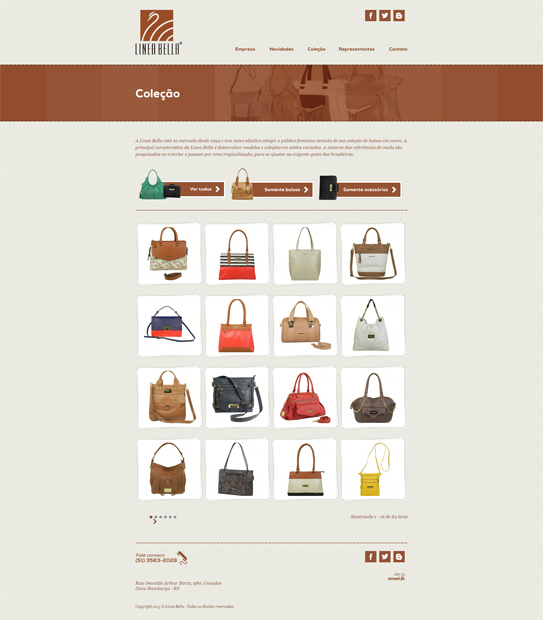 LINEA BELLA
Empresa
Novidades
Coleção
Representantes
Contato
Coleção
A Linea Bella está no mercado desde 1994 e tem como objetivo atingir o público feminino através de sua coleção de bolsas em couro. A
principal característica da Linea Bella é desenvolver modelos e coleções em estilos variados. A maioria das referências de moda são
pesquisadas no exterior e passam por uma tropicalização, para se ajustar ao exigente gosto das brasileiras.
Ver todos
Somente bolsas
Somente acessórios
Mostrando 1 - 16 de 84 itens
Fale conosco
(51) 3583-2028
Rua Oswaldo Arthur Hartz, 980, Canudos
Novo Hamburgo - RS
Site by
Copyright 2013 © Linea Bella - Todos os direitos reservados.